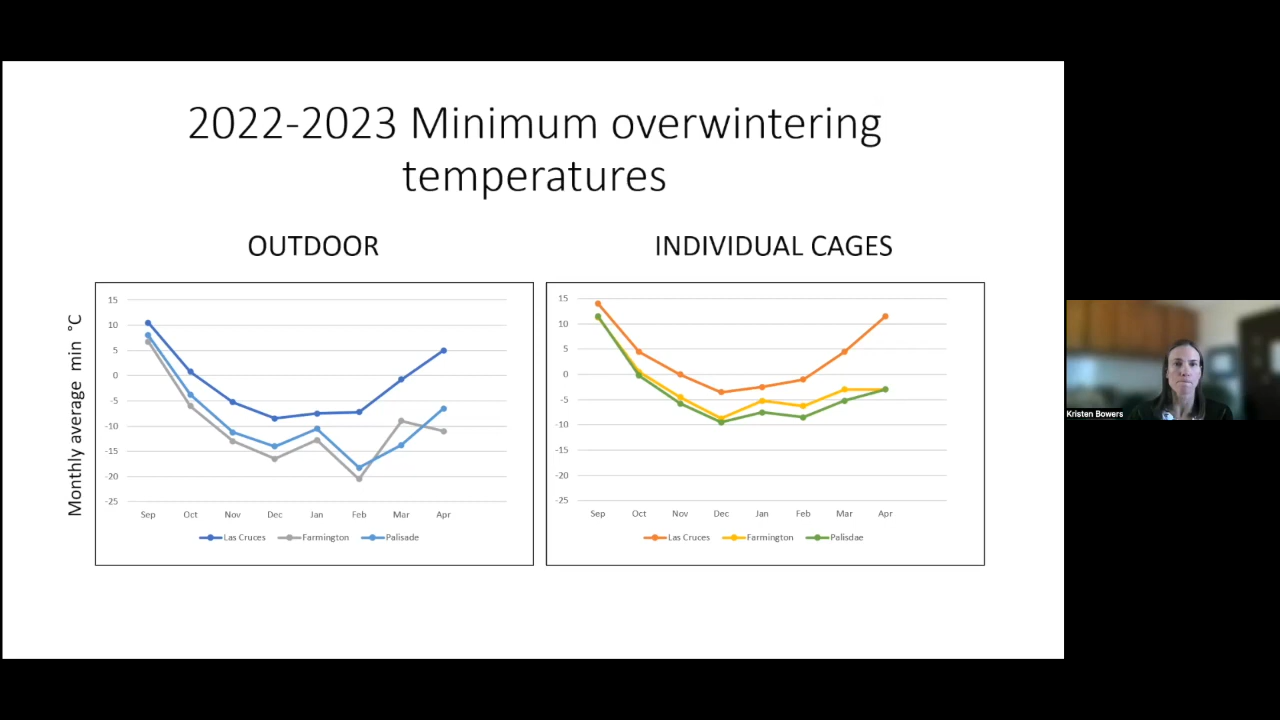 2022-2023 Minimum overwintering
temperatures
OUTDOOR
INDIVIDUAL CAGES
Monthly average min °C
15
10
5
0
-5
-10
-15
-20
-25
Sep Oct Nov Dec Jan Feb Mar Apr
Las Cruces Farmington Palisade
15
10
5
0
-5
-10
-15
-20
-25
Sep Oct Nov Dec Jan Feb Mar Apr
Las Cruces Farmington Palisdae
Kristen Bowers